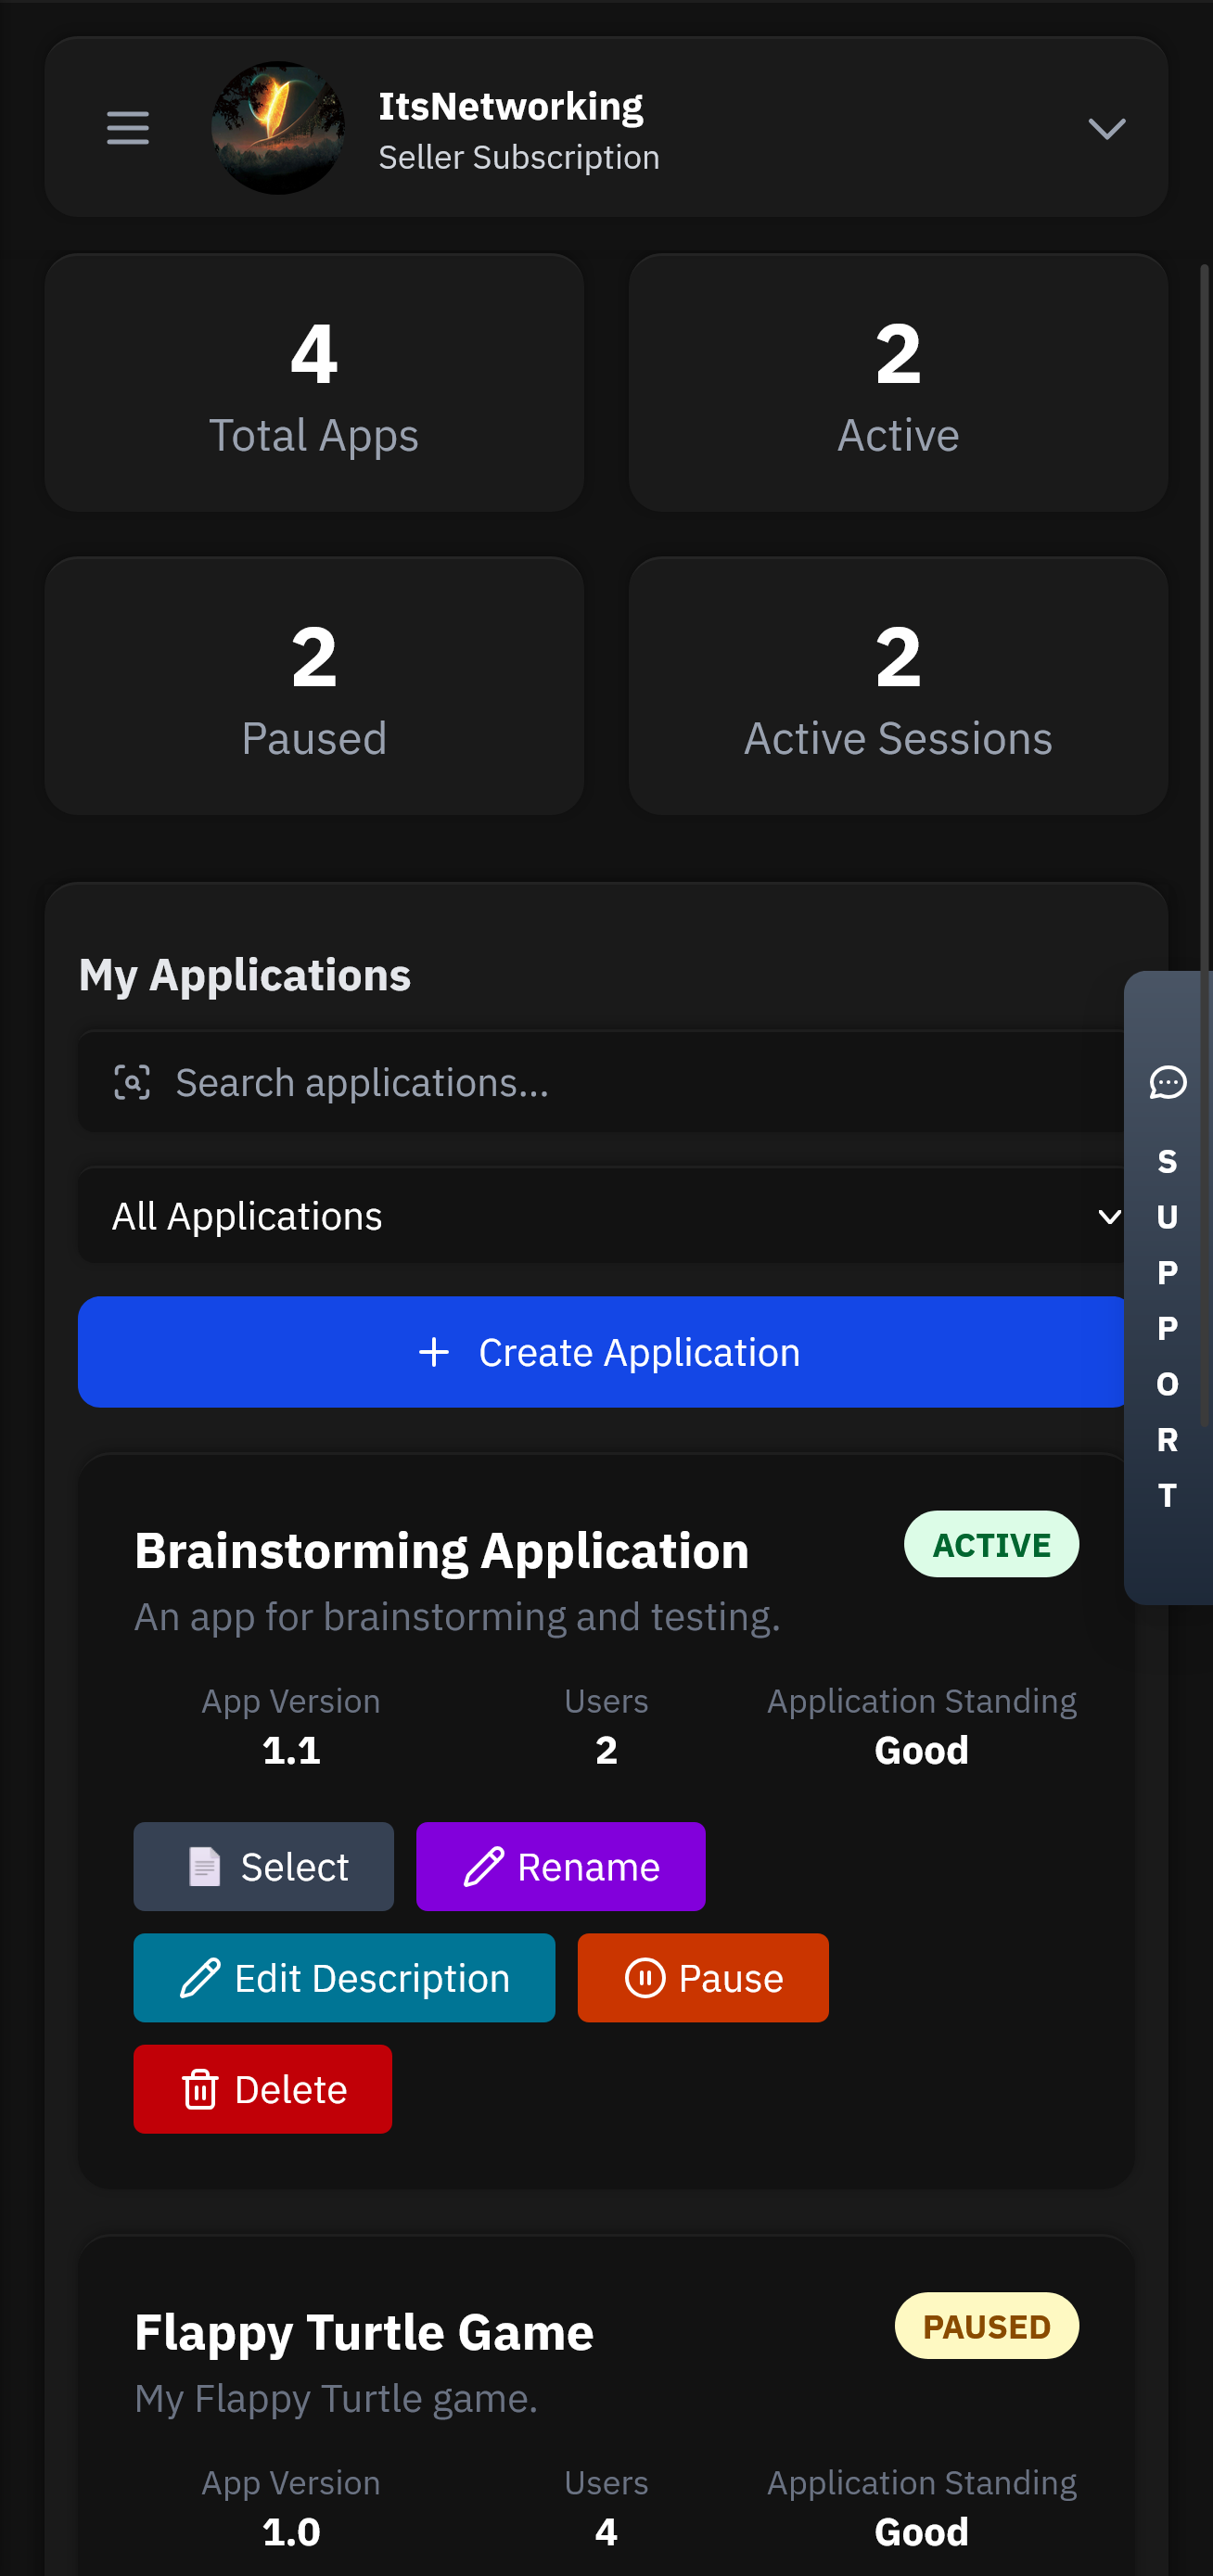 ItsNetworking
Seller Subscription
4
Total Apps
2
Active
2
Paused
2
Active Sessions
My Applications
Search applications...
All Applications
Create Application
SUPPORT
Brainstorming Application
ACTIVE
An app for brainstorming and testing.
App Version
1.1
Users
2
Application Standing
Good
Select
Rename
Edit Description
Pause
Delete
Flappy Turtle Game
PAUSED
My Flappy Turtle game.
App Version
1.0
Users
4
Application Standing
Good